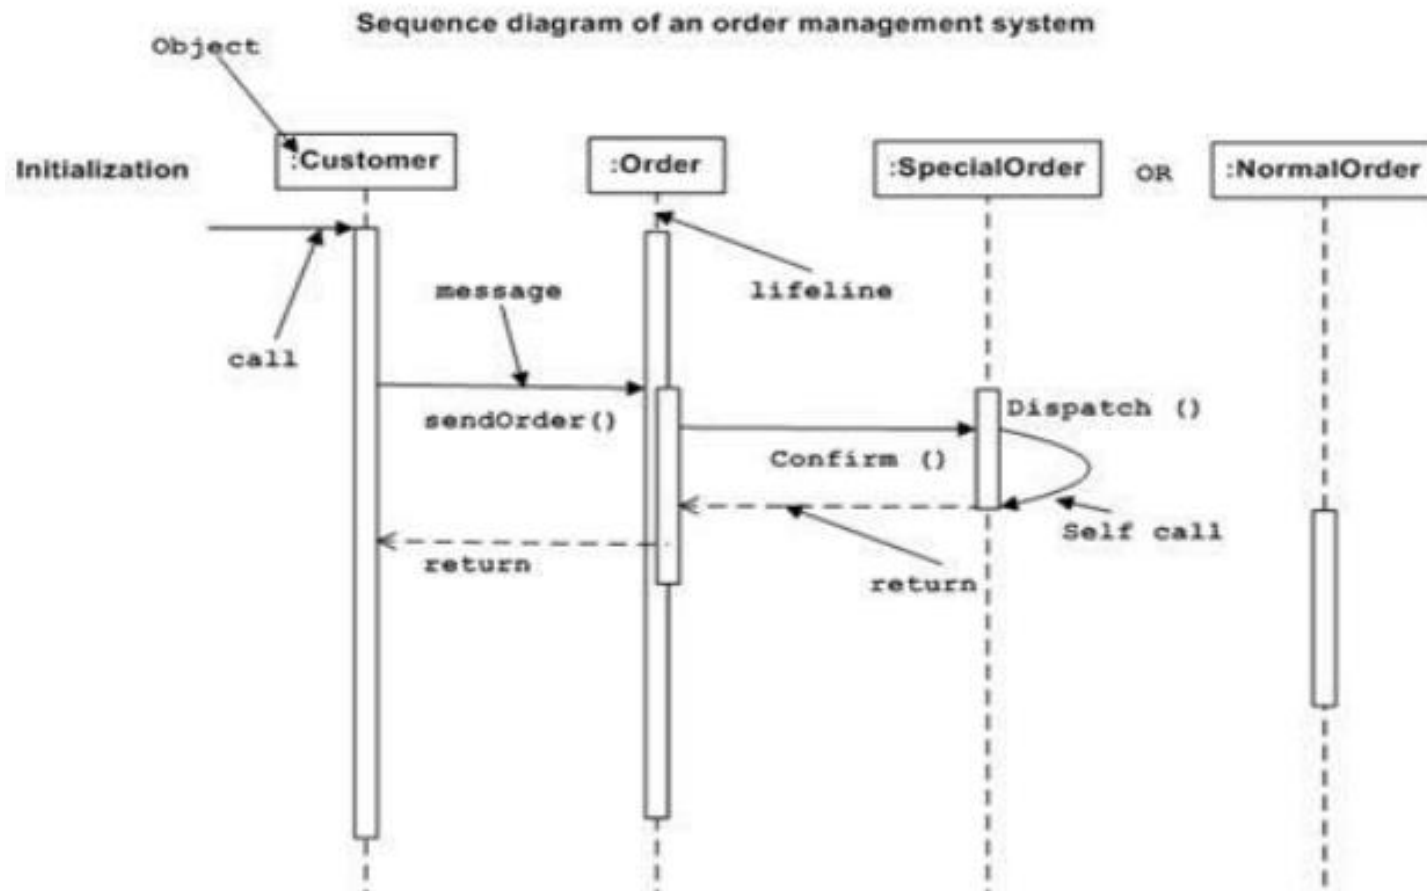 Sequence diagram of an order management system
Object
Initialization
:Customer
:Order
:SpecialOrder
OR
:NormalOrder
message
lifeline
call
sendOrder()
Dispatch ()
Confirm ()
Self call
return
return